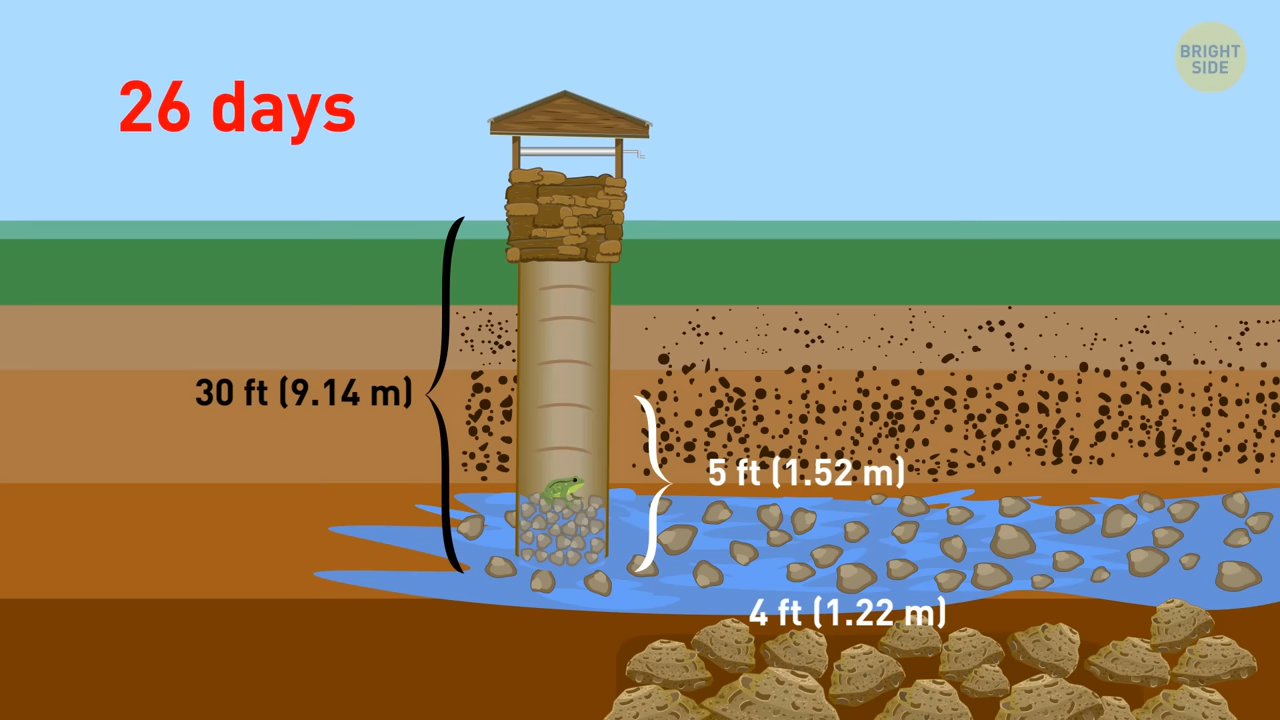 BRIGHT
SIDE
26 days
30 ft (9.14 m)
5 ft (1.52 m)
4 ft (1.22 m)